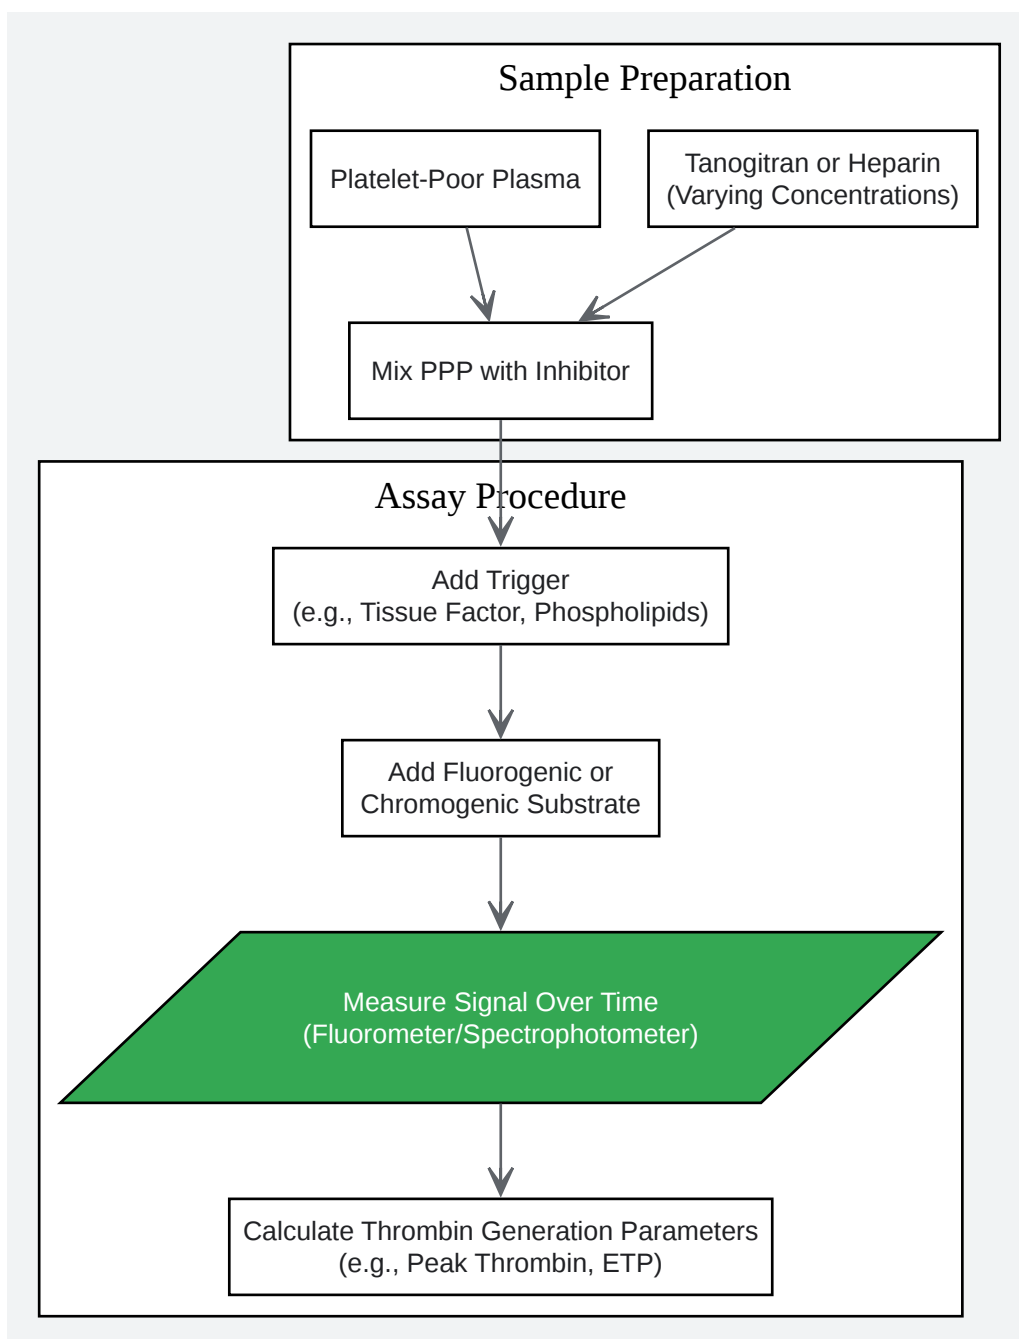 Sample Preparation
Platelet-Poor Plasma
Tanogitran or Heparin
(Varying Concentrations)
Mix PPP with Inhibitor
Assay Procedure
Add Trigger
(e.g., Tissue Factor, Phospholipids)
Add Fluorogenic or
Chromogenic Substrate
Measure Signal Over Time
(Fluorometer/Spectrophotometer)
Calculate Thrombin Generation Parameters
(e.g., Peak Thrombin, ETP)